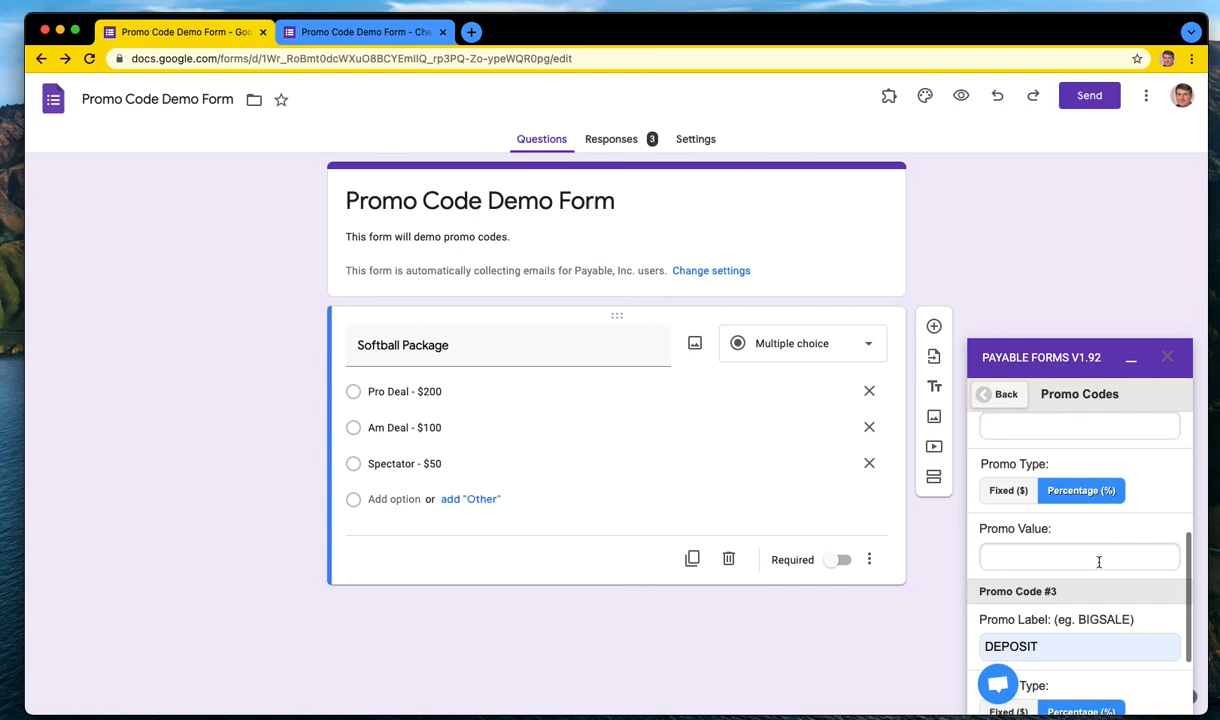 Promo Code Demo Form - Goo
Promo Code Demo Form - Che
docs.google.com/forms/d/1Wr_RoBmt0dcWXuO8BCYEmlIQ_rp3PQ-Zo-ypeWQR0pg/edit
Promo Code Demo Form
Send
Questions
Responses 3
Settings
Promo Code Demo Form
This form will demo promo codes.
This form is automatically collecting emails for Payable, Inc. users. Change settings
Softball Package
Multiple choice
Pro Deal - $200
Am Deal - $100
Spectator - $50
Add option or add "Other"
Required
PAYABLE FORMS V1.92
Back
Promo Codes
Promo Type:
Fixed ($) Percentage (%)
Promo Value:
Promo Code #3
Promo Label: (eg. BIGSALE)
DEPOSIT
Type:
Fixed ($) Percentage (%)